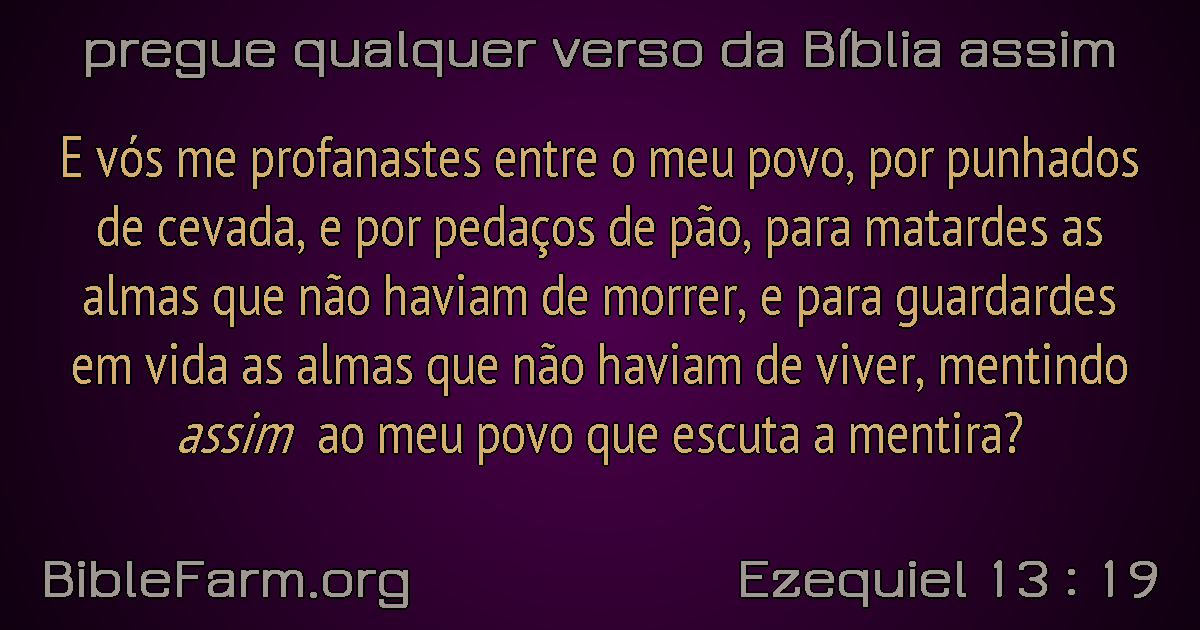 pregue qualquer verso da Bíblia assim
E vós me profanastes entre o meu povo, por punhados
de cevada, e por pedaços de pão, para matardes as
almas que não haviam de morrer, e para guardardes
em vida as almas que não haviam de viver, mentindo
assim ao meu povo que escuta a mentira?
BibleFarm.org
Ezequiel 13 : 19